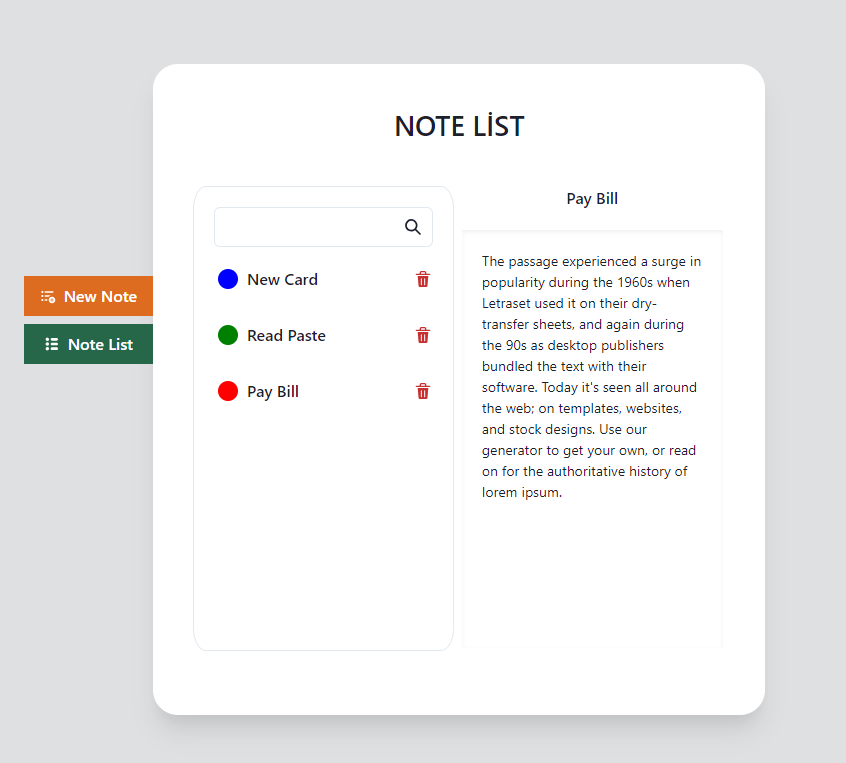 NOTE LİST
New Note
Note List
New Card
Read Paste
Pay Bill
Pay Bill
The passage experienced a surge in
popularity during the 1960s when
Letraset used it on their dry-
transfer sheets, and again during
the 90s as desktop publishers
bundled the text with their
software. Today it's seen all around
the web; on templates, websites,
and stock designs. Use our
generator to get your own, or read
on for the authoritative history of
lorem ipsum.